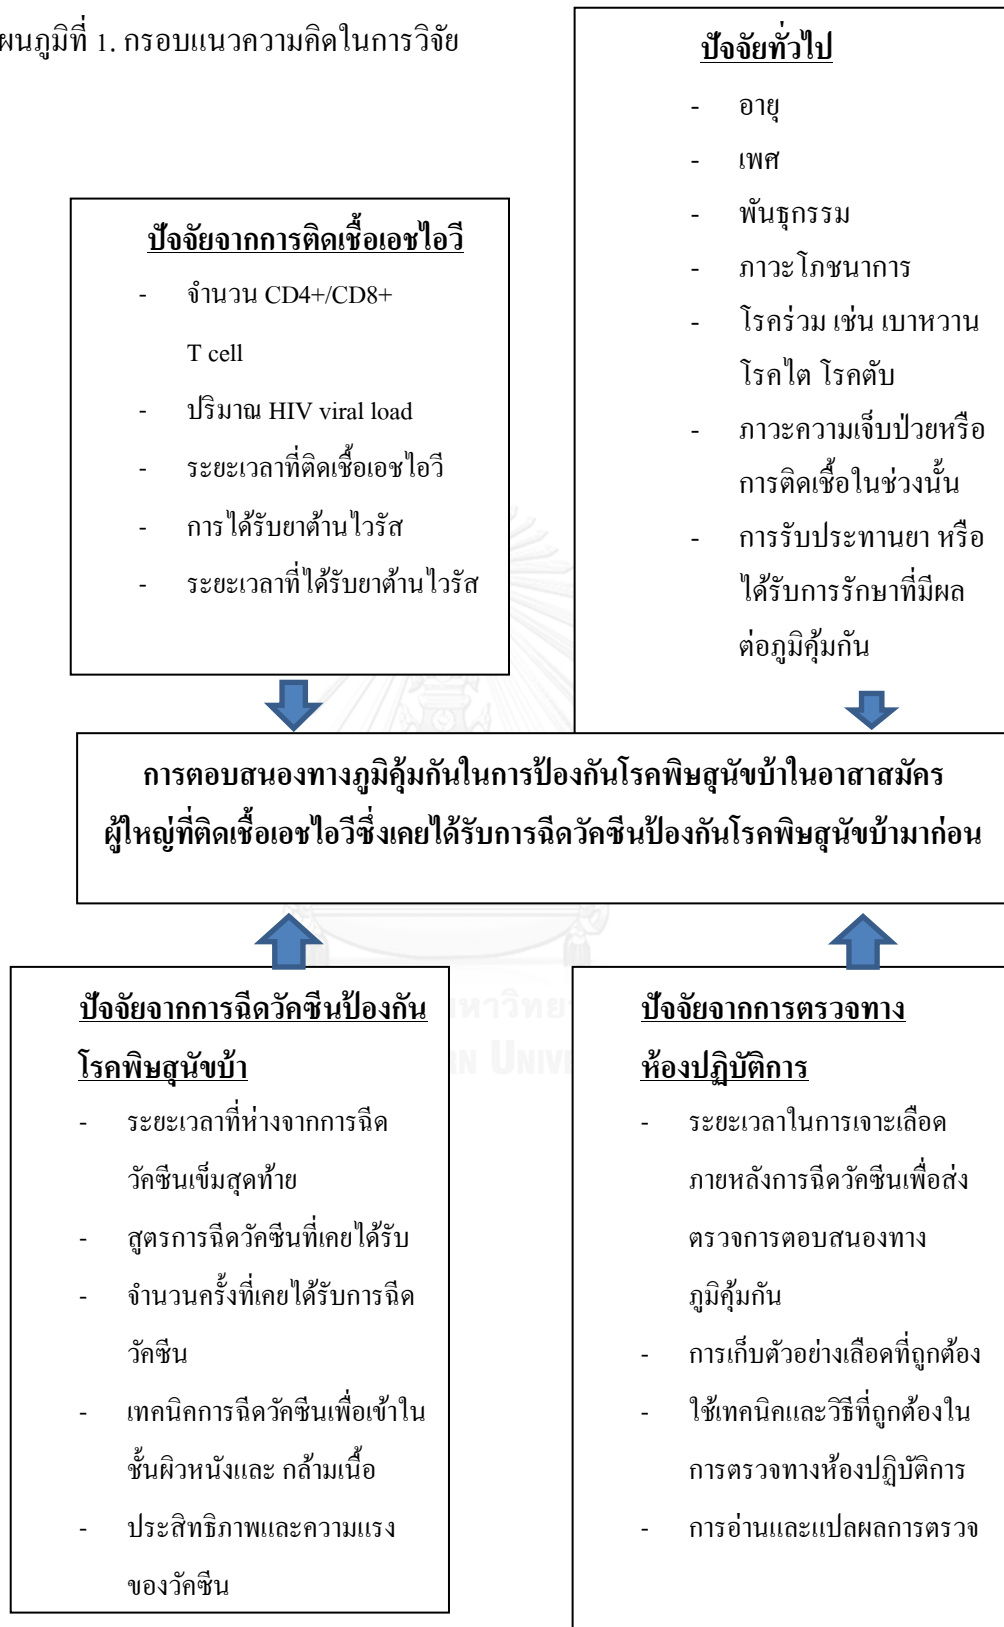 ผนภูมิที่ 1. กรอบแนวความคิดในการวิจัย
ปัจจัยทั่วไป
- อายุ
- เพศ
- พันธุกรรม
- ภาวะโภชนาการ
- โรคร่วม เช่น เบาหวาน
โรคไต โรคตับ
- ภาวะความเจ็บป่วยหรือ
การติดเชื้อในช่วงนั้น
- การรับประทานยา หรือ
ได้รับการรักษาที่มีผล
ต่อภูมิคุ้มกัน
ปัจจัยจากการติดเชื้อเอชไอวี
- จำนวน CD4+/CD8+
T cell
- ปริมาณ HIV viral load
- ระยะเวลาที่ติดเชื้อเอชไอวี
- การได้รับยาต้านไวรัส
- ระยะเวลาที่ได้รับยาต้านไวรัส
การตอบสนองทางภูมิคุ้มกันในการป้องกันโรคพิษสุนัขบ้าในอาสาสมัคร
ผู้ใหญ่ที่ติดเชื้อเอชไอวีซึ่งเคยได้รับการฉีดวัคซีนป้องกันโรคพิษสุนัขบ้ามาก่อน
ปัจจัยจากการฉีดวัคซีนป้องกัน
โรคพิษสุนัขบ้า
- ระยะเวลาที่ห่างจากการฉีด
วัคซีนเข็มสุดท้าย
- สูตรการฉีดวัคซีนที่เคยได้รับ
- จำนวนครั้งที่เคยได้รับการฉีด
วัคซีน
- เทคนิคการฉีดวัคซีนเพื่อเข้าใน
ชั้นผิวหนังและ กล้ามเนื้อ
- ประสิทธิภาพและความแรง
ของวัคซีน
ปัจจัยจากการตรวจทาง
ห้องปฏิบัติการ
- ระยะเวลาในการเจาะเลือด
ภายหลังการฉีดวัคซีนเพื่อส่ง
ตรวจการตอบสนองทาง
ภูมิคุ้มกัน
- การเก็บตัวอย่างเลือดที่ถูกต้อง
- ใช้เทคนิคและวิธีที่ถูกต้องใน
การตรวจทางห้องปฏิบัติการ
- การอ่านและแปลผลการตรวจ